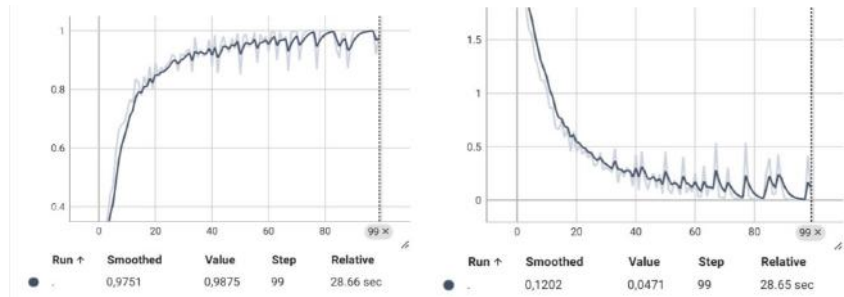 1
0.8
0.6
0.4
0 20 40 60 80 99 ×
Run ↑ Smoothed Value Step Relative
. 0,9751 0,9875 99 28.66 sec
1.5
1
0.5
0
0 20 40 60 80 99 ×
Run ↑ Smoothed Value Step Relative
. 0,1202 0,0471 99 28.65 sec